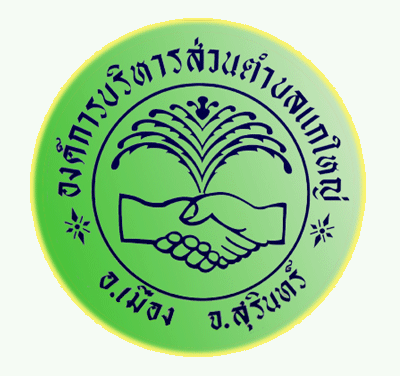 องค์การบริหารส่วนตำบลแกใหญ่
อ.เมือง จ.สุรินทร์